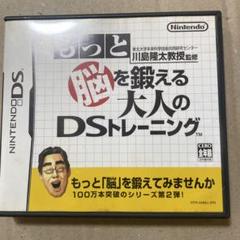 Nintendo
東北大学未来科学技術共同研究センター
川島隆太教授監修
もっと
脳を鍛える
大人の
DSトレーニング™
NINTENDO DS
CERO
もっと「脳」を鍛えてみませんか
100万本突破のシリーズ第2弾!